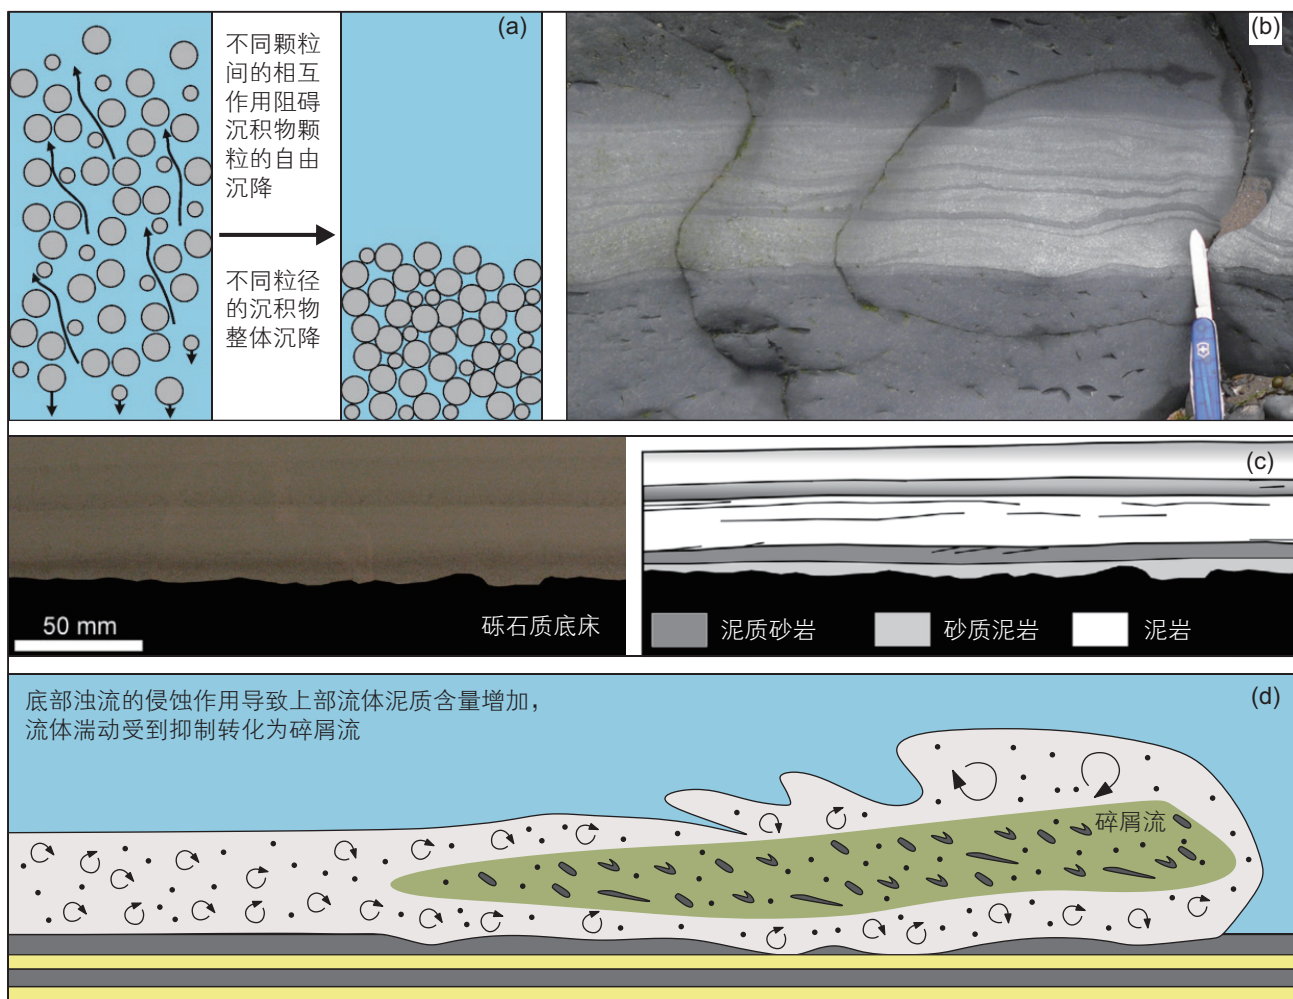 (a)
不同颗粒
间的相互
作用阻碍
沉积物颗
粒的自由
沉降
不同粒径
的沉积物
整体沉降
(b)
50 mm
砾石质底床
(c)
泥质砂岩
砂质泥岩
泥岩
底部浊流的侵蚀作用导致上部流体泥质含量增加，
流体湍动受到抑制转化为碎屑流
(d)
碎屑流